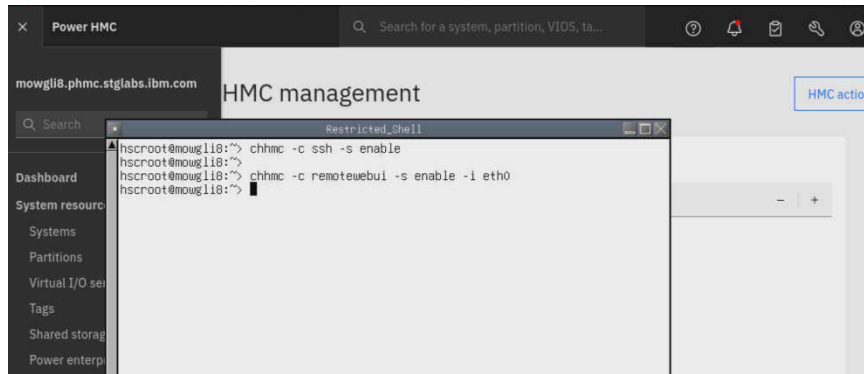 Power HMC
Search for a system, partition, VIOS, ta...
mowgli8.phmc.stglabs.ibm.com
HMC management
HMC actio
Search
Restricted_Shell
hscroot@mowgli8:~> chhmc -c ssh -s enable
hscroot@mowgli8:~>
hscroot@mowgli8:~> chhmc -c remotewebui -s enable -i eth0
hscroot@mowgli8:~>
Dashboard
System resourc
Systems
Partitions
Virtual I/O ser
Tags
Shared storag
Power enterp